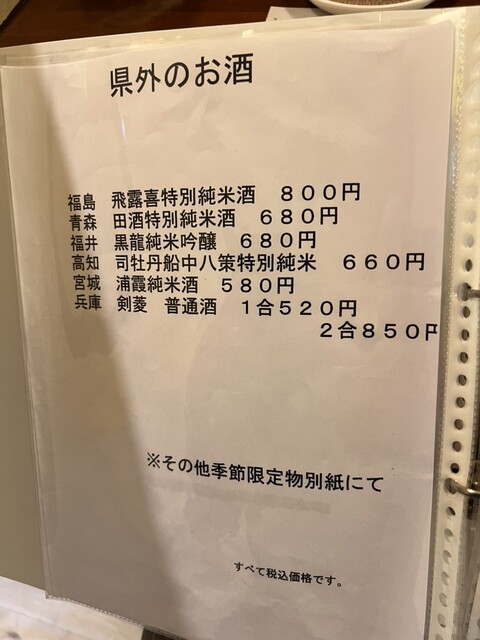 県外のお酒
福島　飛露喜特別純米酒　８００円
青森　田酒特別純米酒　６８０円
福井　黒龍純米吟醸　６８０円
高知　司牡丹船中八策特別純米　６６０円
宮城　浦霞純米酒　５８０円
兵庫　剣菱　普通酒　１合５２０円
２合８５０円
※その他季節限定物別紙にて
すべて税込価格です。